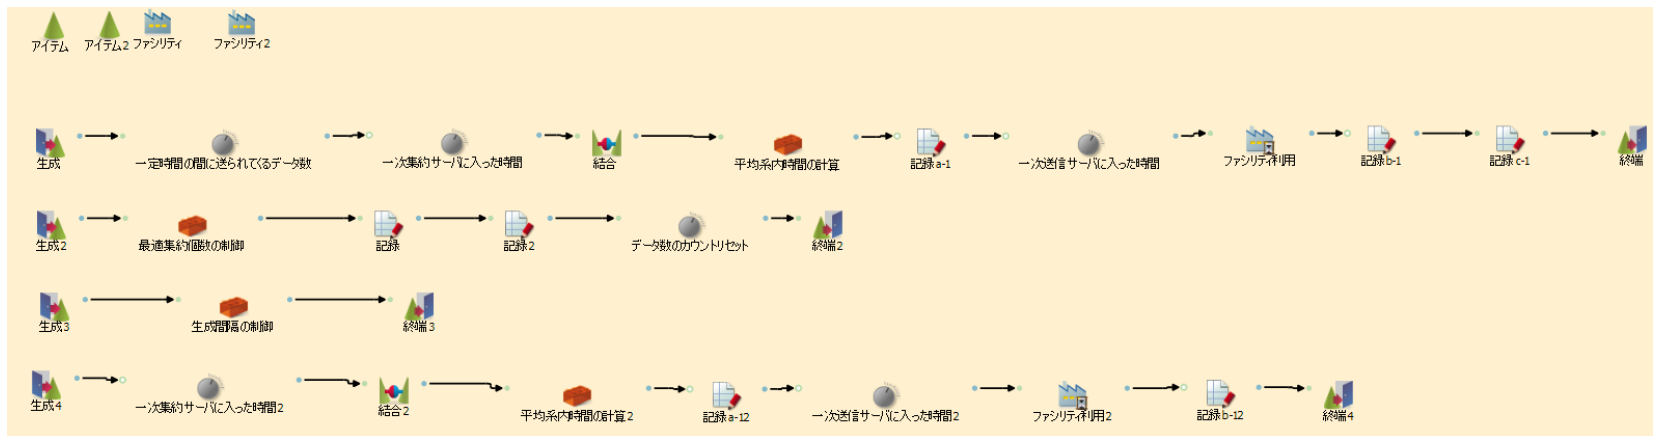 アイテム
アイテム2
ファシリティ
ファシリティ2
生成
一定時間の間に送られてくるデータ数
一次集約サーバに入った時間
結合
平均系内時間の計算
記録a-1
一次送信サーバに入った時間
ファシリティ利用
記録b-1
記録c-1
終端
生成2
最適集約個数の制御
記録
記録2
データ数のカウントリセット
終端2
生成3
生成間隔の制御
終端3
生成4
一次集約サーバに入った時間2
結合2
平均系内時間の計算2
記録a-12
一次送信サーバに入った時間2
ファシリティ利用2
記録b-12
終端4